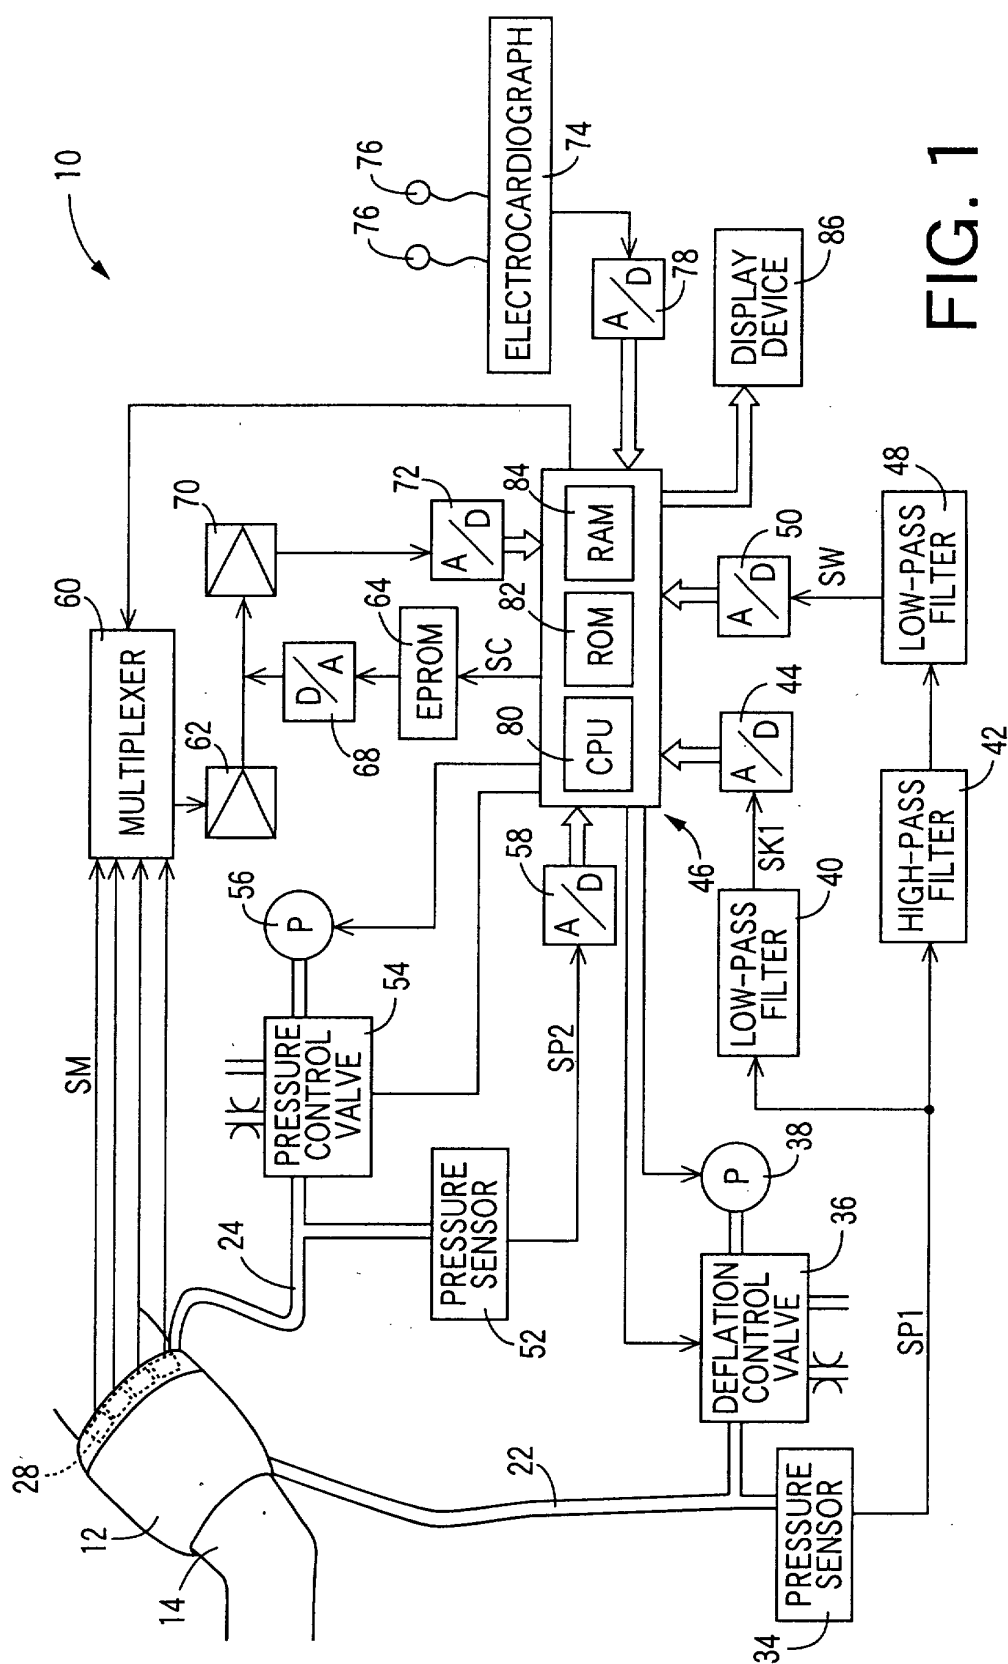 10
28
12
14
SM
60
MULTIPLEXER
62
70
24
PRESSURE
CONTROL
VALVE
54
P
56
D/A
68
EPROM
64
SC
A/D
72
76
76
ELECTROCARDIOGRAPH
74
A/D
78
PRESSURE
SENSOR
52
SP2
A/D
58
CPU
80
ROM
82
RAM
84
46
DISPLAY
DEVICE
86
22
DEFLATION
CONTROL
VALVE
36
P
38
LOW-PASS
FILTER
40
SK1
A/D
44
A/D
50
SW
PRESSURE
SENSOR
34
SP1
HIGH-PASS
FILTER
42
LOW-PASS
FILTER
48
FIG. 1